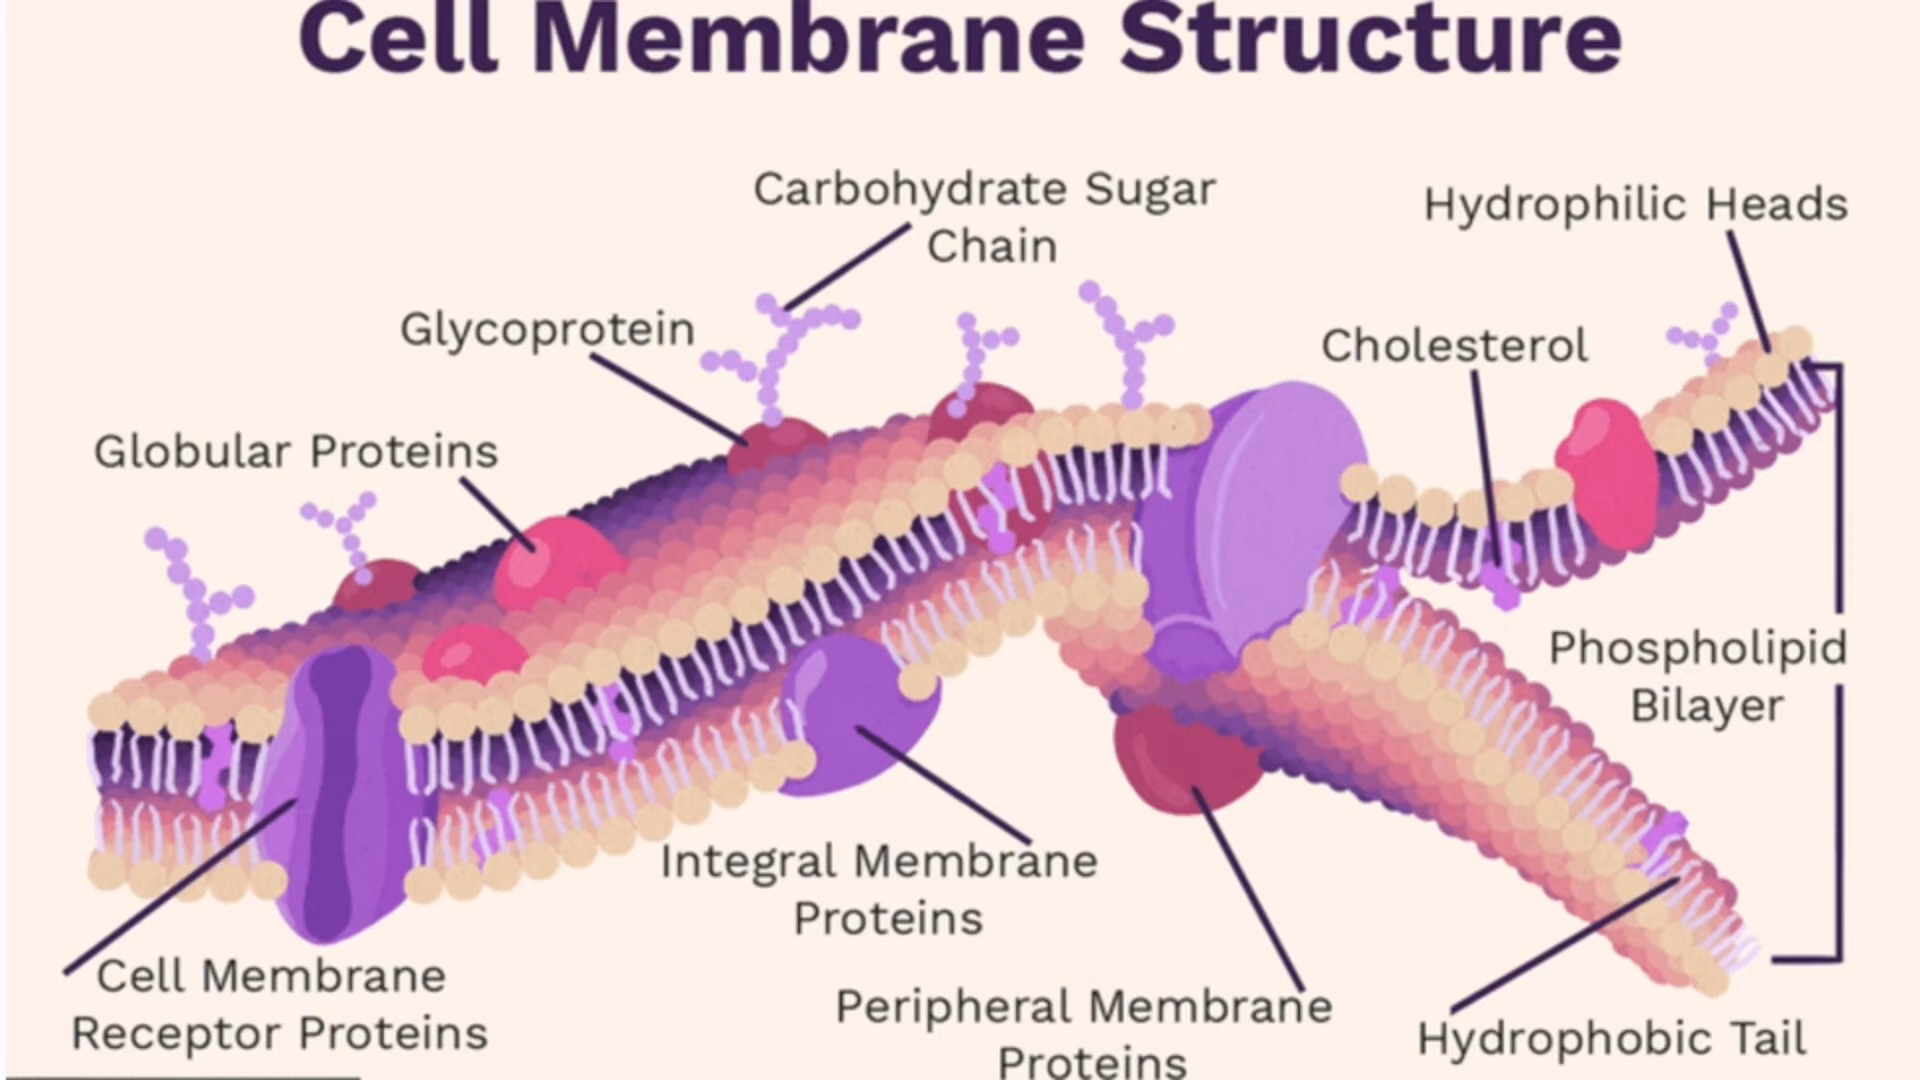 Cell Membrane Structure
Carbohydrate Sugar
Chain
Hydrophilic Heads
Glycoprotein
Cholesterol
Globular Proteins
Phospholipid
Bilayer
Integral Membrane
Proteins
Cell Membrane
Receptor Proteins
Peripheral Membrane
Proteins
Hydrophobic Tail